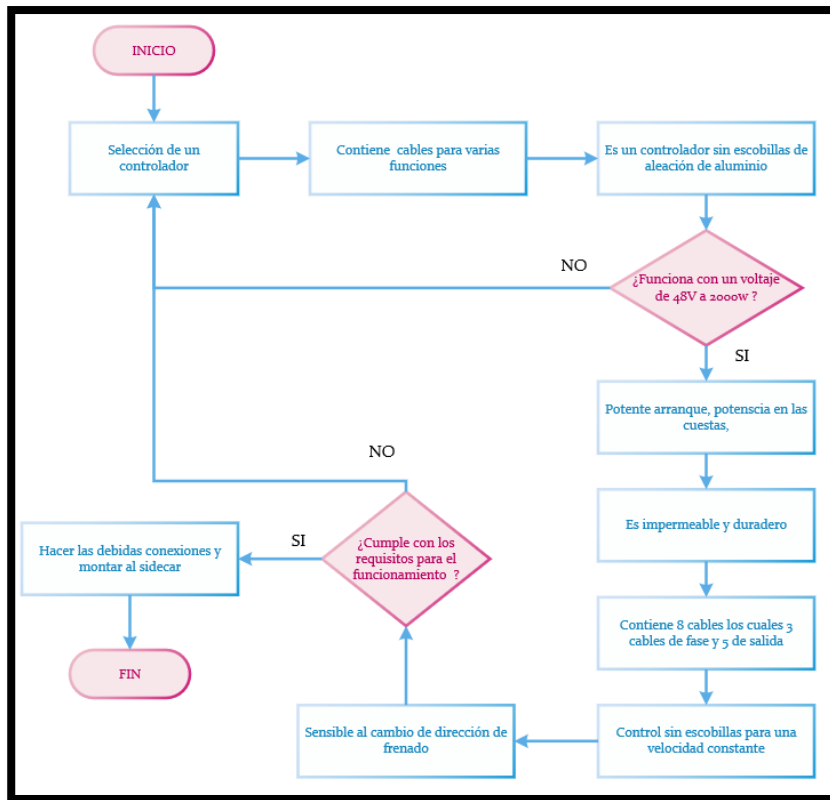 INICIO
Selección de un
controlador
Contiene cables para varias
funciones
Es un controlador sin escobillas de
aleación de aluminio
¿Funciona con un voltaje
de 48V a 2000w ?
NO
SI
Potente arranque, potenscia en las
cuestas,
Es impermeable y duradero
Contiene 8 cables los cuales 3
cables de fase y 5 de salida
Control sin escobillas para una
velocidad constante
Sensible al cambio de dirección de
frenado
¿Cumple con los
requisitos para el
funcionamiento ?
NO
SI
Hacer las debidas conexiones y
montar al sidecar
FIN